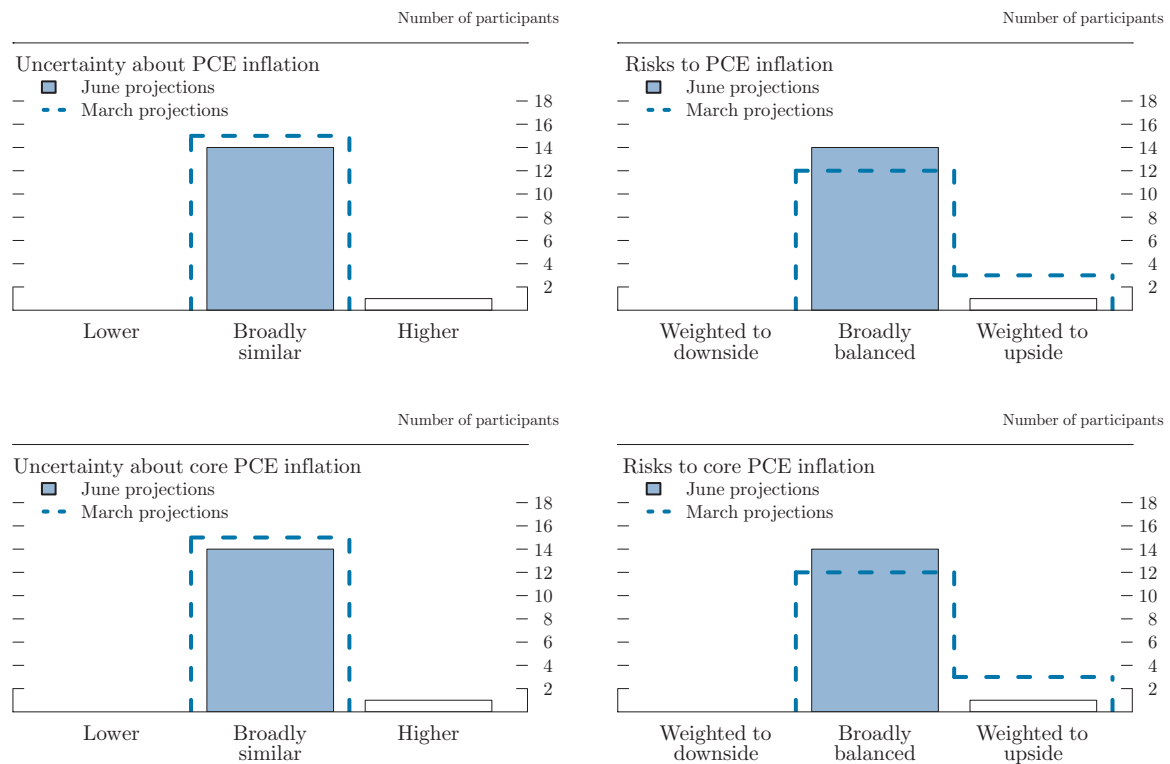 Number of participants
Uncertainty about PCE inflation
June projections
March projections
18
16
14
12
10
8
6
4
2
Lower
Broadly
similar
Higher
Number of participants
Risks to PCE inflation
June projections
March projections
18
16
14
12
10
8
6
4
2
Weighted to
downside
Broadly
balanced
Weighted to
upside
Number of participants
Uncertainty about core PCE inflation
June projections
March projections
18
16
14
12
10
8
6
4
2
Lower
Broadly
similar
Higher
Number of participants
Risks to core PCE inflation
June projections
March projections
18
16
14
12
10
8
6
4
2
Weighted to
downside
Broadly
balanced
Weighted to
upside